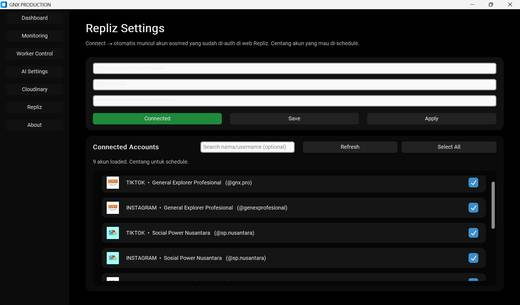 GNX PRODUCTION
Dashboard
Monitoring
Worker Control
AI Settings
Cloudinary
Repliz
About
Repliz Settings
Connect → otomatis muncul akun sosmed yang sudah di-auth di web Repliz. Centang akun yang mau di-schedule.
Connected
Save
Apply
Connected Accounts
Search nama/username (optional)
Refresh
Select All
9 akun loaded. Centang untuk schedule.
TIKTOK • General Explorer Profesional (@gnx.pro)
INSTAGRAM • General Explorer Profesional (@genexprofesional)
TIKTOK • Social Power Nusantara (@sp.nusantara)
INSTAGRAM • Sosial Power Nusantara (@sp.nusantara)